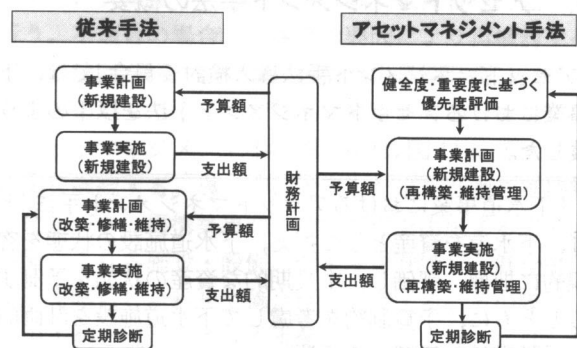 従来手法
事業計画
(新規建設)
事業実施
(新規建設)
事業計画
(改築・修繕・維持)
事業実施
(改築・修繕・維持)
定期診断
予算額
支出額
予算額
支出額
財務計画
アセットマネジメント手法
健全度・重要度に基づく
優先度評価
予算額
事業計画
(新規建設)
(再構築・維持管理)
支出額
事業実施
(新規建設)
(再構築・維持管理)
定期診断